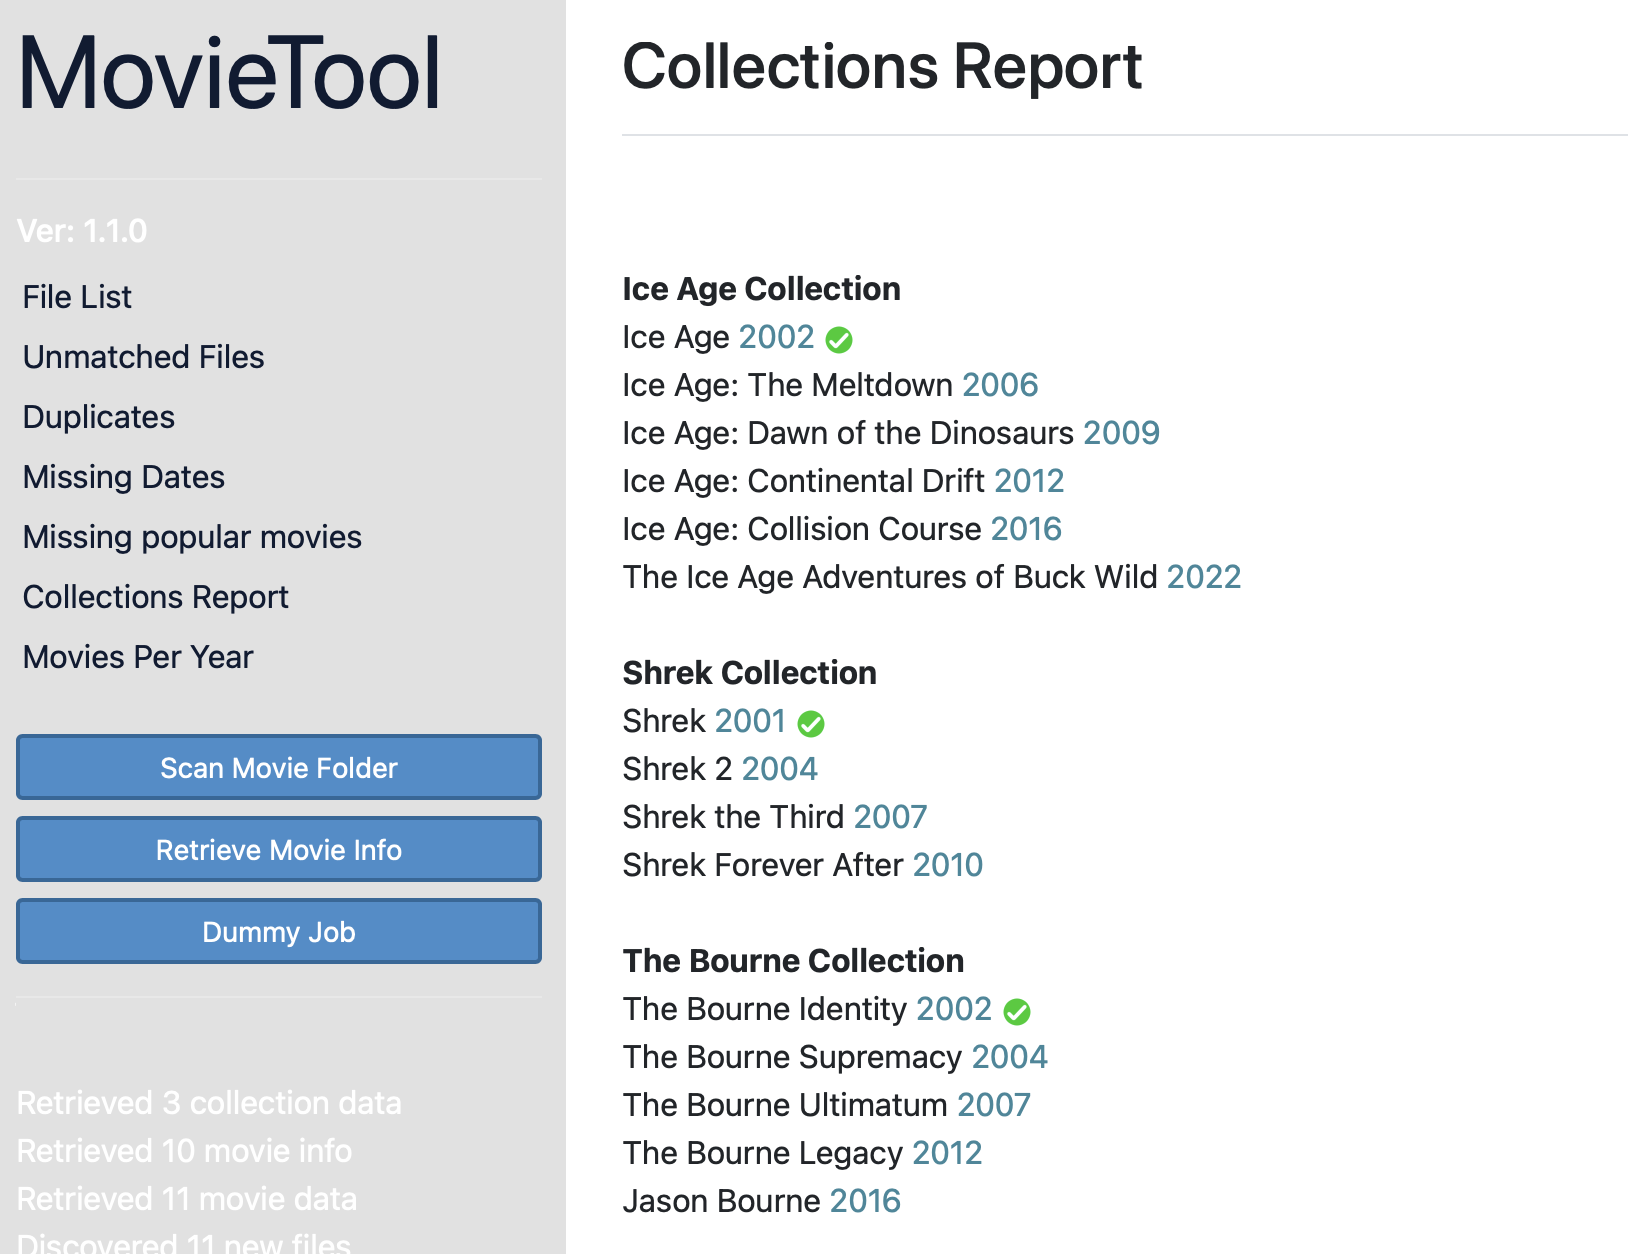 MovieTool
Ver: 1.1.0
File List
Unmatched Files
Duplicates
Missing Dates
Missing popular movies
Collections Report
Movies Per Year
Scan Movie Folder
Retrieve Movie Info
Dummy Job
Retrieved 3 collection data
Retrieved 10 movie info
Retrieved 11 movie data
Discovered 11 new files
Collections Report
Ice Age Collection
Ice Age 2002
Ice Age: The Meltdown 2006
Ice Age: Dawn of the Dinosaurs 2009
Ice Age: Continental Drift 2012
Ice Age: Collision Course 2016
The Ice Age Adventures of Buck Wild 2022
Shrek Collection
Shrek 2001
Shrek 2 2004
Shrek the Third 2007
Shrek Forever After 2010
The Bourne Collection
The Bourne Identity 2002
The Bourne Supremacy 2004
The Bourne Ultimatum 2007
The Bourne Legacy 2012
Jason Bourne 2016